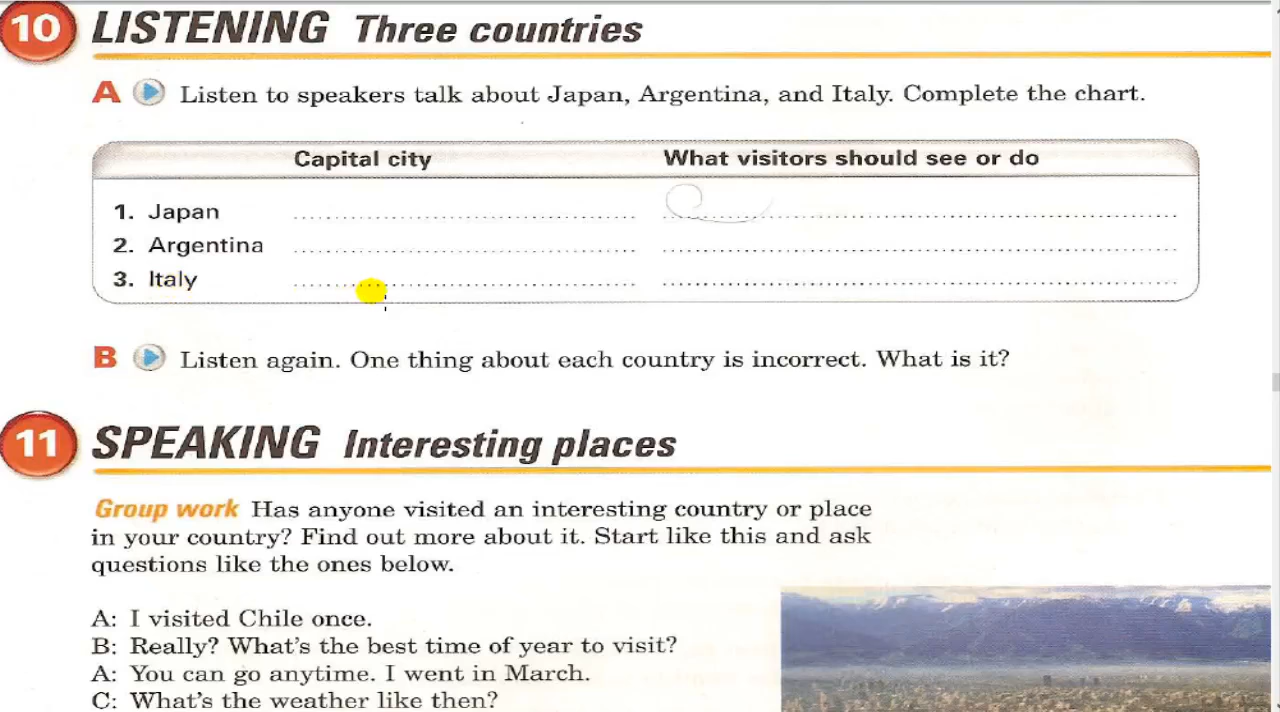 10 LISTENING Three countries
A Listen to speakers talk about Japan, Argentina, and Italy. Complete the chart.
Capital city What visitors should see or do
1. Japan
2. Argentina
3. Italy
B Listen again. One thing about each country is incorrect. What is it?
11 SPEAKING Interesting places
Group work Has anyone visited an interesting country or place
in your country? Find out more about it. Start like this and ask
questions like the ones below.
A: I visited Chile once.
B: Really? What's the best time of year to visit?
A: You can go anytime. I went in March.
C: What's the weather like then?